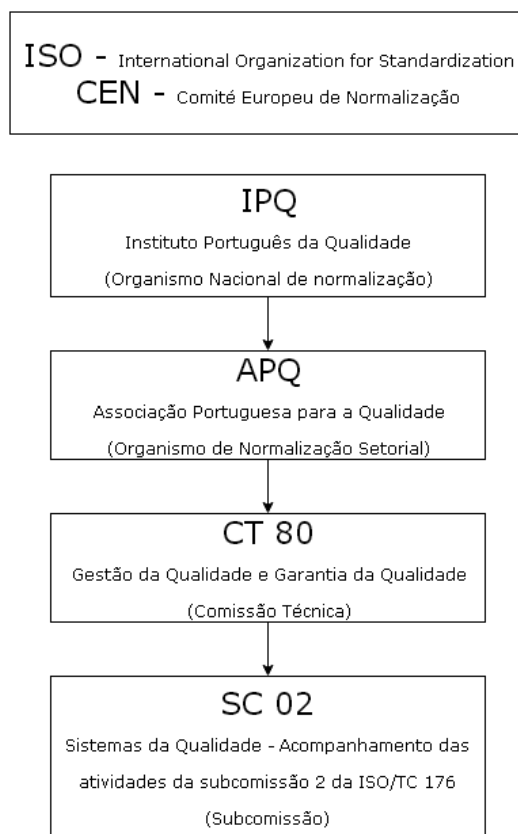 ISO - International Organization for Standardization
CEN - Comité Europeu de Normalização
IPQ
Instituto Português da Qualidade
(Organismo Nacional de normalização)
APQ
Associação Portuguesa para a Qualidade
(Organismo de Normalização Setorial)
CT 80
Gestão da Qualidade e Garantia da Qualidade
(Comissão Técnica)
SC 02
Sistemas da Qualidade - Acompanhamento das
atividades da subcomissão 2 da ISO/TC 176
(Subcomissão)